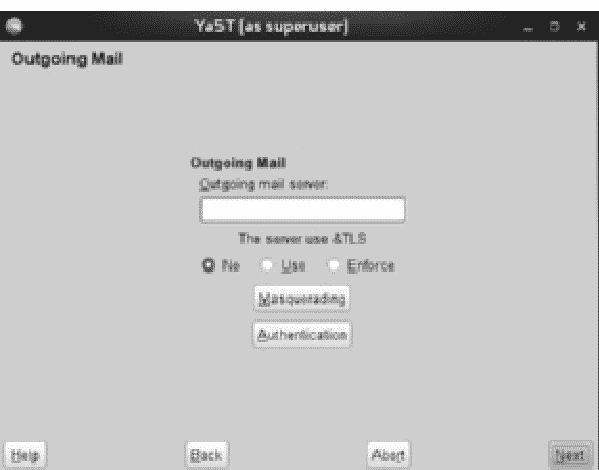 YaST [as superuser]
Outgoing Mail
Outgoing Mail
Outgoing mail server:
The server use &TLS
No Use Enforce
Masquerading
Authentication
Help Back Abort Next